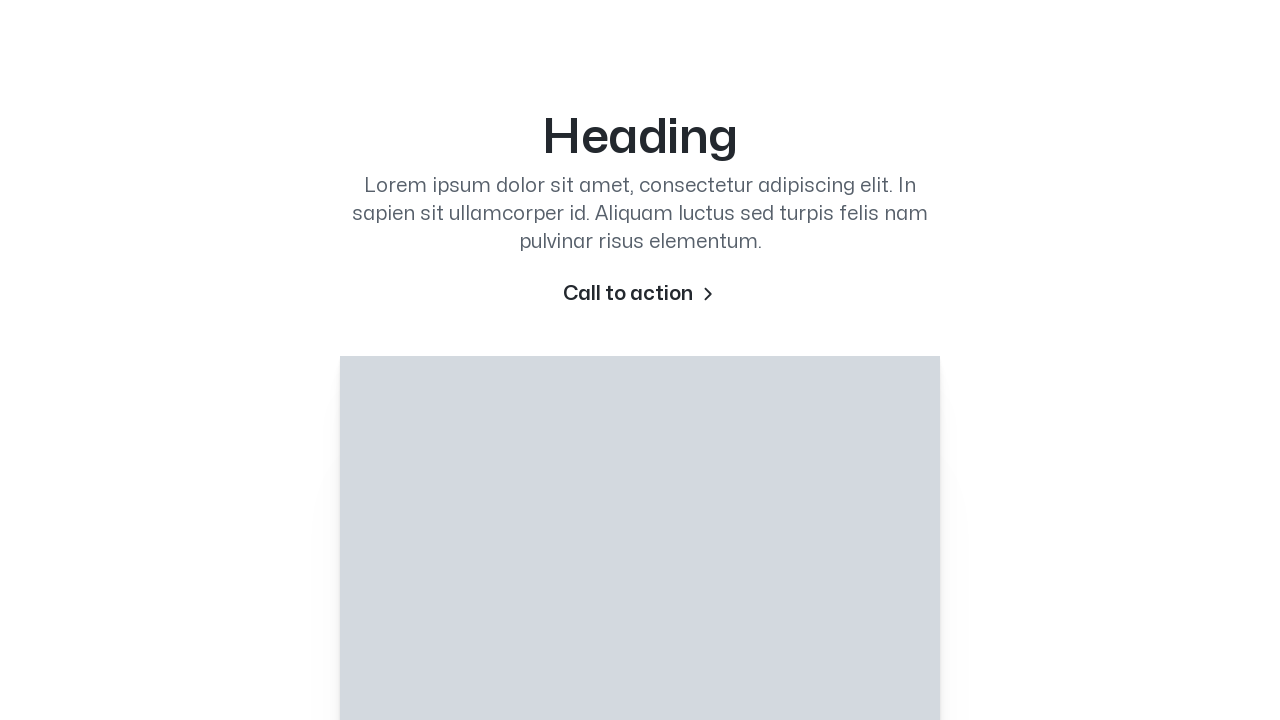 Heading
Lorem ipsum dolor sit amet, consectetur adipiscing elit. In
sapien sit ullamcorper id. Aliquam luctus sed turpis felis nam
pulvinar risus elementum.
Call to action